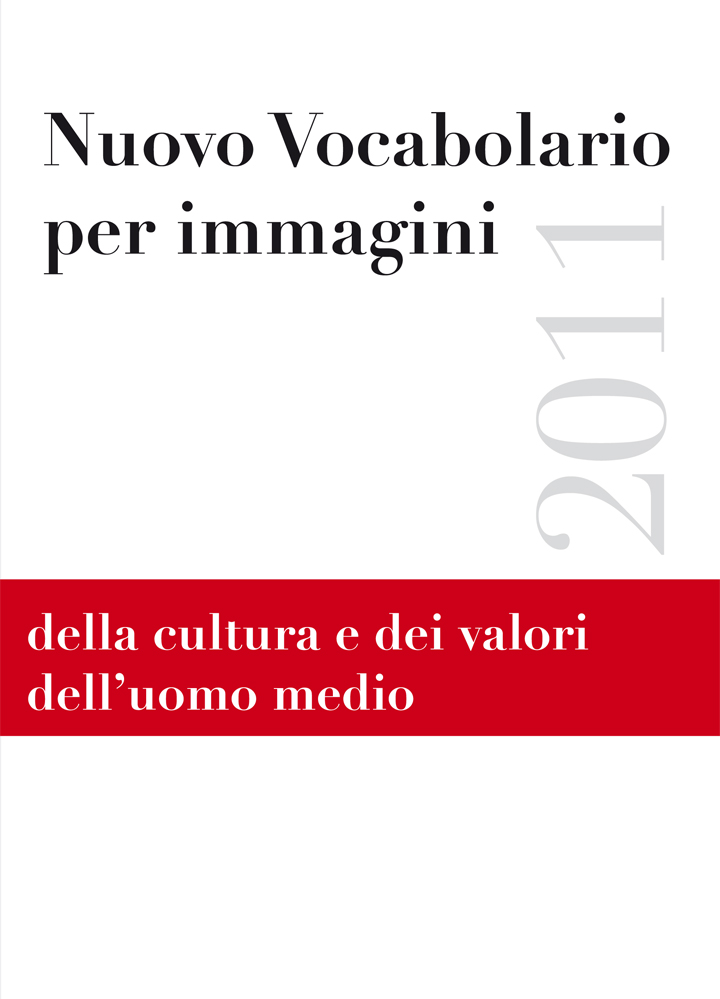 Nuovo Vocabolario
per immagini
2011
della cultura e dei valori
dell’uomo medio